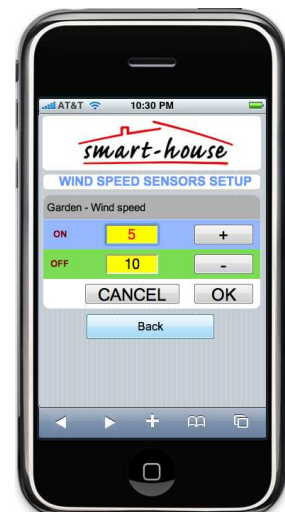 AT&T 10:30 PM
smart-house
WIND SPEED SENSORS SETUP
Garden - Wind speed
ON 5 +
OFF 10 -
CANCEL OK
Back